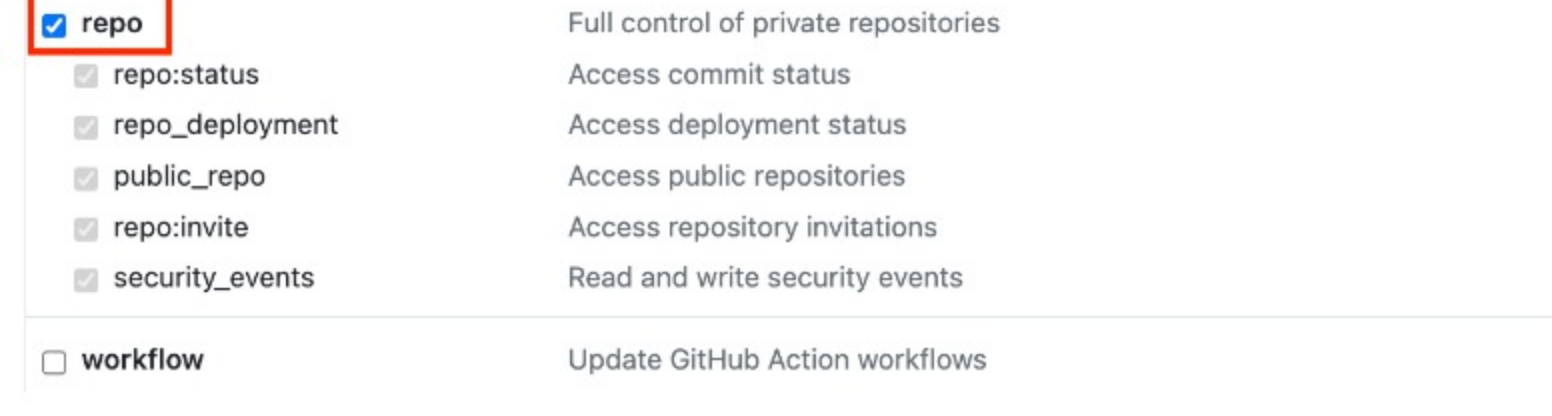 repo Full control of private repositories
repo:status Access commit status
repo_deployment Access deployment status
public_repo Access public repositories
repo:invite Access repository invitations
security_events Read and write security events
workflow Update GitHub Action workflows